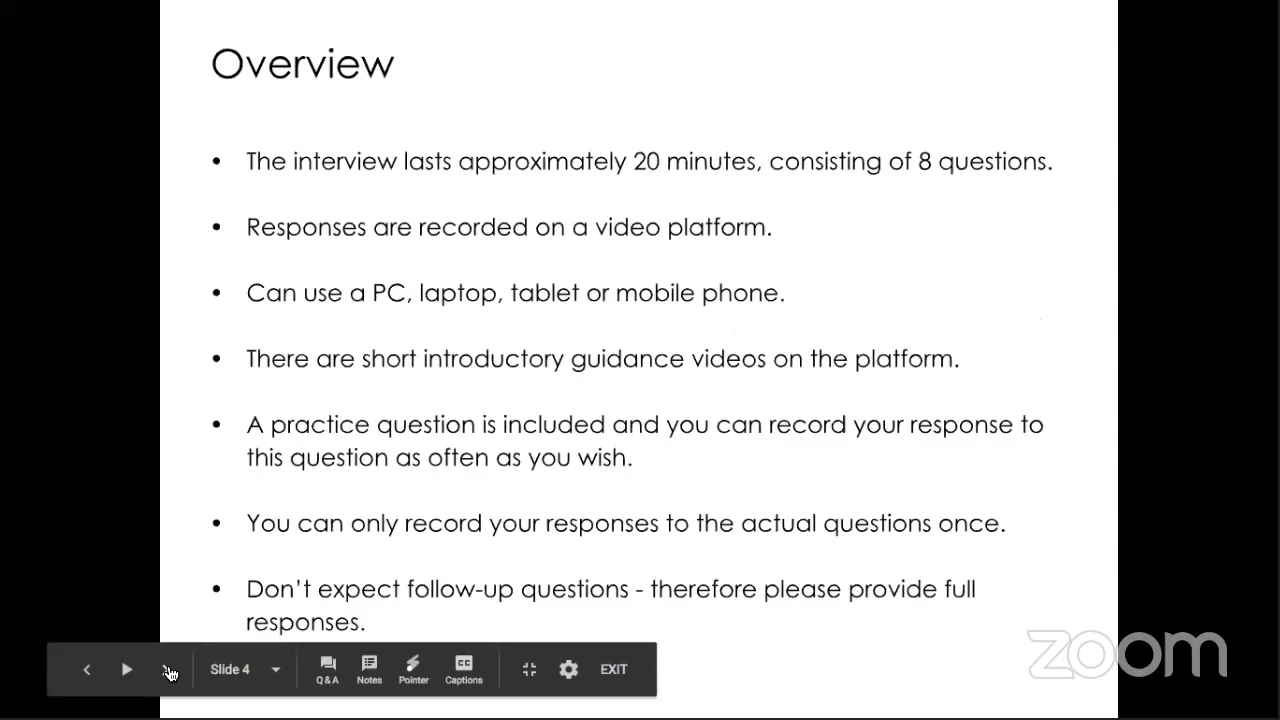 Overview
• The interview lasts approximately 20 minutes, consisting of 8 questions.
• Responses are recorded on a video platform.
• Can use a PC, laptop, tablet or mobile phone.
• There are short introductory guidance videos on the platform.
• A practice question is included and you can record your response to
this question as often as you wish.
• You can only record your responses to the actual questions once.
• Don’t expect follow-up questions - therefore please provide full
responses.
Slide 4
Q&A
Notes
Pointer
CC
Captions
EXIT
zoom